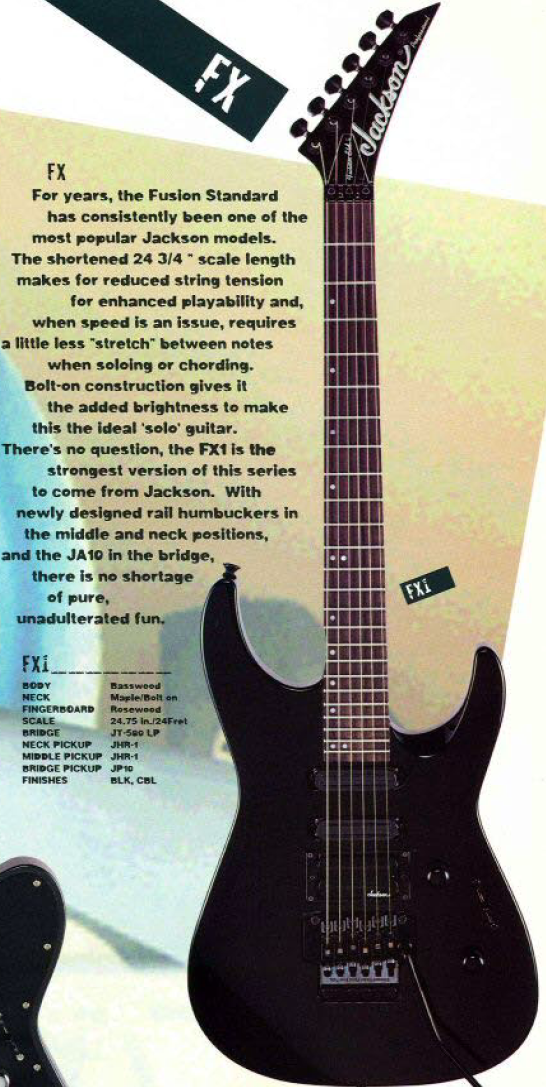 FX
Jackson
Professional
FX
For years, the Fusion Standard
has consistently been one of the
most popular Jackson models.
The shortened 24 3/4 " scale length
makes for reduced string tension
for enhanced playability and,
when speed is an issue, requires
a little less "stretch" between notes
when soloing or chording.
Bolt-on construction gives it
the added brightness to make
this the ideal 'solo' guitar.
There's no question, the FX1 is the
strongest version of this series
to come from Jackson. With
newly designed rail humbuckers in
the middle and neck positions,
and the JA10 in the bridge,
there is no shortage
of pure,
unadulterated fun.
FX1
FX1
BODY Basswood
NECK Maple/Bolt on
FINGERBOARD Rosewood
SCALE 24.75 in./24Fret
BRIDGE JT-580 LP
NECK PICKUP JHR-1
MIDDLE PICKUP JHR-1
BRIDGE PICKUP JP10
FINISHES BLK, CBL
Jackson